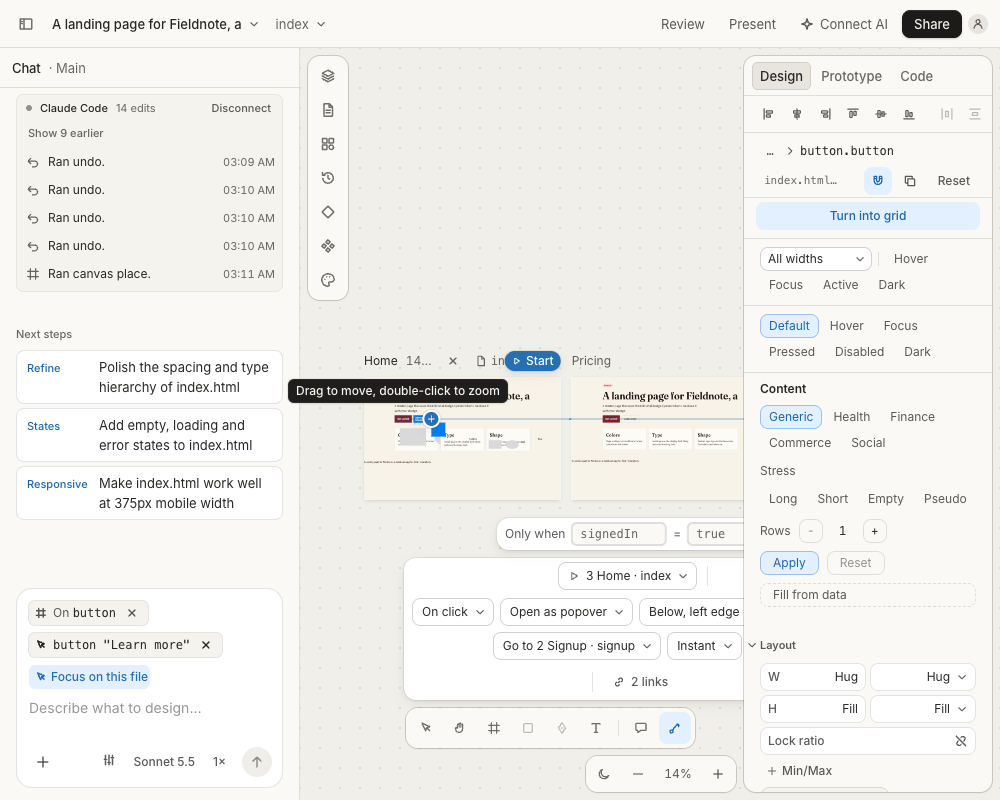 A landing page for Fieldnote, a
index
Review
Present
Connect AI
Share
Chat · Main
Claude Code 14 edits Disconnect
Show 9 earlier
Ran undo. 03:09 AM
Ran undo. 03:10 AM
Ran undo. 03:10 AM
Ran undo. 03:10 AM
Ran canvas place. 03:11 AM
Next steps
Refine Polish the spacing and type
hierarchy of index.html
States Add empty, loading and
error states to index.html
Responsive Make index.html work well
at 375px mobile width
On button
button "Learn more"
Focus on this file
Describe what to design...
Sonnet 5.5 1×
Home 14...
in
Start
Pricing
Drag to move, double-click to zoom
A landing page for Fieldnote, a
Type
Shape
Colors
Type
Shape
Only when signedIn = true
3 Home · index
On click
Open as popover
Below, left edge
Go to 2 Signup · signup
Instant
2 links
14%
Design
Prototype
Code
... > button.button
index.html…
Reset
Turn into grid
All widths
Hover
Focus
Active
Dark
Default
Hover
Focus
Pressed
Disabled
Dark
Content
Generic
Health
Finance
Commerce
Social
Stress
Long
Short
Empty
Pseudo
Rows - 1 +
Apply
Reset
Fill from data
Layout
W Hug
Hug
H Fill
Fill
Lock ratio
+ Min/Max